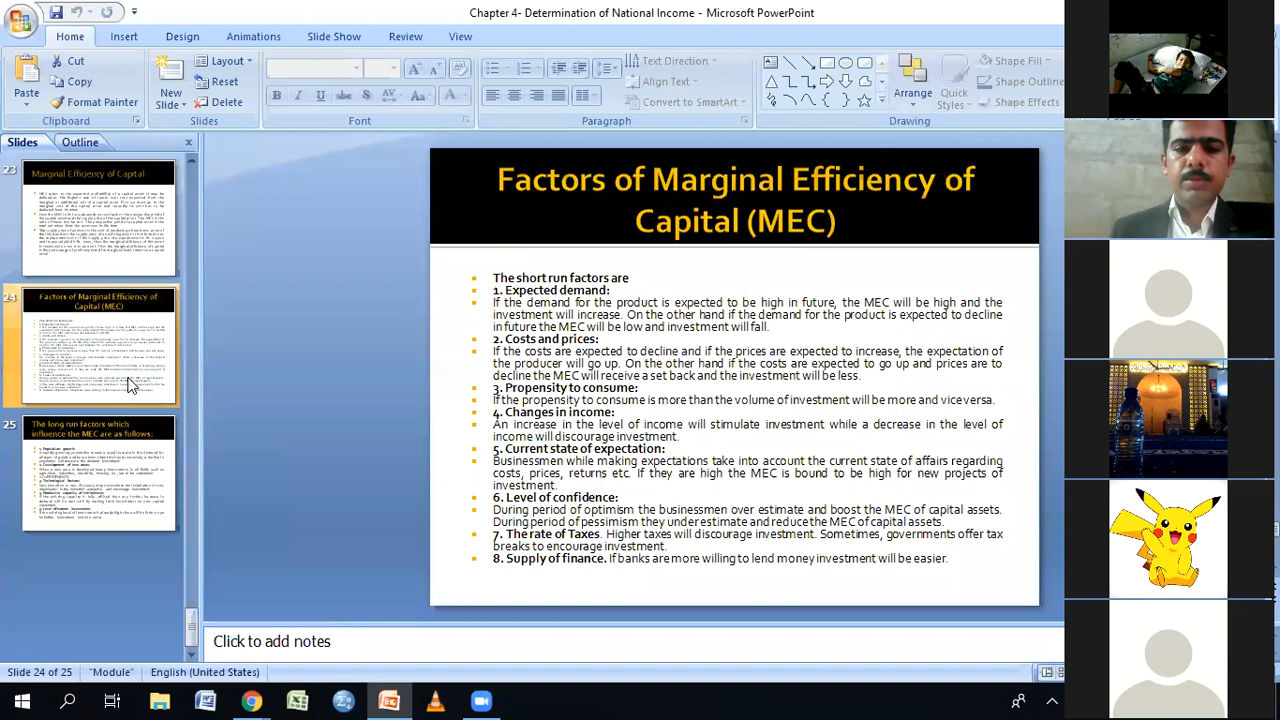 Chapter 4- Determination of National Income - Microsoft PowerPoint
Home Insert Design Animations Slide Show Review View
Paste
Cut
Copy
Format Painter
Clipboard
New Slide
Layout
Reset
Delete
Slides
B I U abe S AV Aa A
Font
Text Direction
Align Text
Convert to SmartArt
Paragraph
Arrange
Quick Styles
Shape Fill
Shape Outline
Shape Effects
Drawing
Slides Outline
23
Marginal Efficiency of Capital
24
Factors of Marginal Efficiency of
Capital (MEC)
25
The long run factors which
influence the MEC are as follows:
Factors of Marginal Efficiency of
Capital (MEC)
The short run factors are
1. Expected demand:
If the demand for the product is expected to be high in future, the MEC will be high and the
investment will increase. On the other hand if the demand for the product is expected to decline
in future the MEC will be low and investment will fall.
2. Costs and prices:
If the costs are expected to decline and if the prices are expected to increase, the expectation of
the producer will go up. On the other hand if the costs are expected to go up and prices are to
decline and MEC will receive a set back and the investment will be less.
3. Propensity to consume:
If the propensity to consume is more than the volume of investment will be more and vice versa.
4. Changes in income:
An increase in the level of income will stimulate investment while a decrease in the level of
income will discourage investment.
5. Current state of expectation:
Businessmen while making expectations take into account the current state of affairs regarding
costs, prices, returns etc. If they are high the MEC is bound to be high for new projects of
investment.
6. Level of confidence:
During period of optimism the businessmen over estimate and boost the MEC of capital assets.
During period of pessimism they under estimate and reduce the MEC of capital assets.
7. The rate of Taxes. Higher taxes will discourage investment. Sometimes, governments offer tax
breaks to encourage investment.
8. Supply of finance. If banks are more willing to lend money investment will be easier.
Click to add notes
Slide 24 of 25 "Module" English (United States)